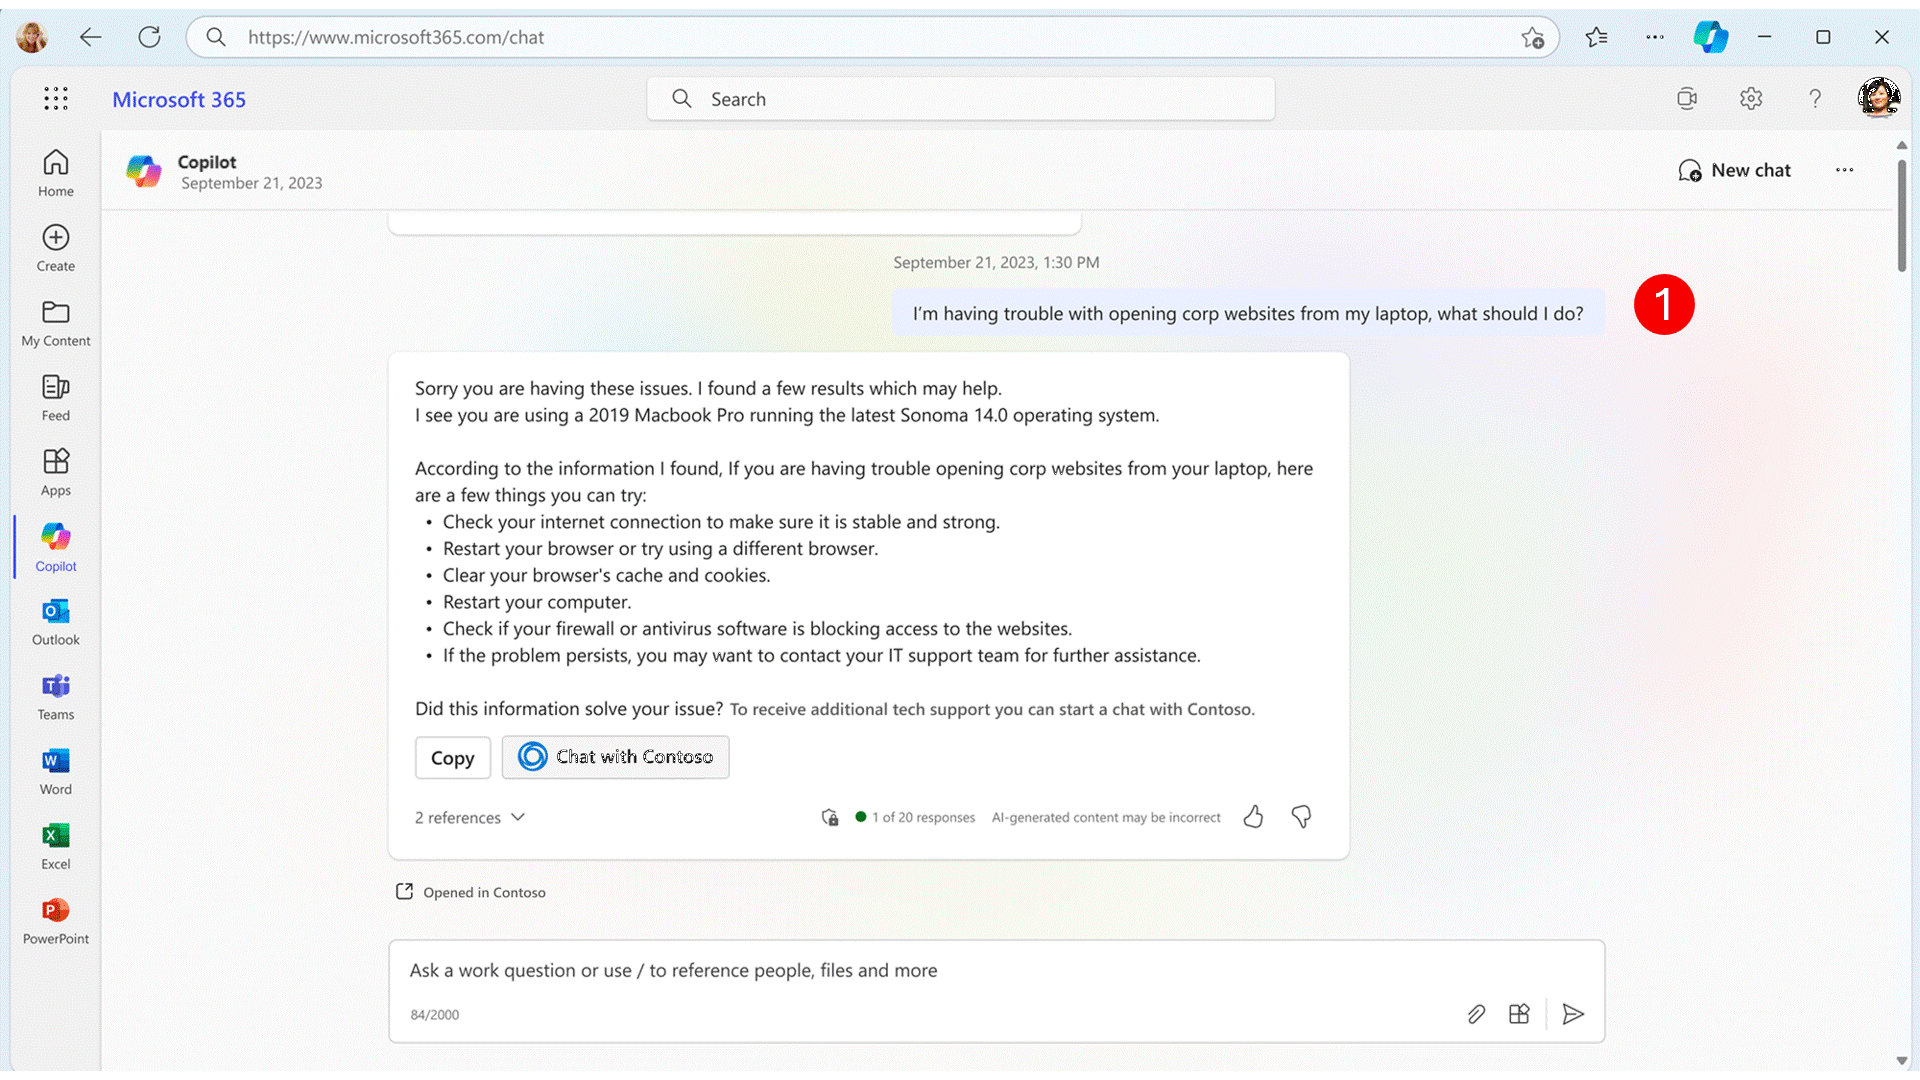 https://www.microsoft365.com/chat
Microsoft 365
Search
Copilot
September 21, 2023
New chat
Home
Create
My Content
Feed
Apps
Copilot
Outlook
Teams
Word
Excel
PowerPoint
September 21, 2023, 1:30 PM
I'm having trouble with opening corp websites from my laptop, what should I do?
1
Sorry you are having these issues. I found a few results which may help.
I see you are using a 2019 Macbook Pro running the latest Sonoma 14.0 operating system.
According to the information I found, If you are having trouble opening corp websites from your laptop, here
are a few things you can try:
• Check your internet connection to make sure it is stable and strong.
• Restart your browser or try using a different browser.
• Clear your browser's cache and cookies.
• Restart your computer.
• Check if your firewall or antivirus software is blocking access to the websites.
• If the problem persists, you may want to contact your IT support team for further assistance.
Did this information solve your issue? To receive additional tech support you can start a chat with Contoso.
Copy
Chat with Contoso
2 references
1 of 20 responses
AI-generated content may be incorrect
Opened in Contoso
Ask a work question or use / to reference people, files and more
84/2000